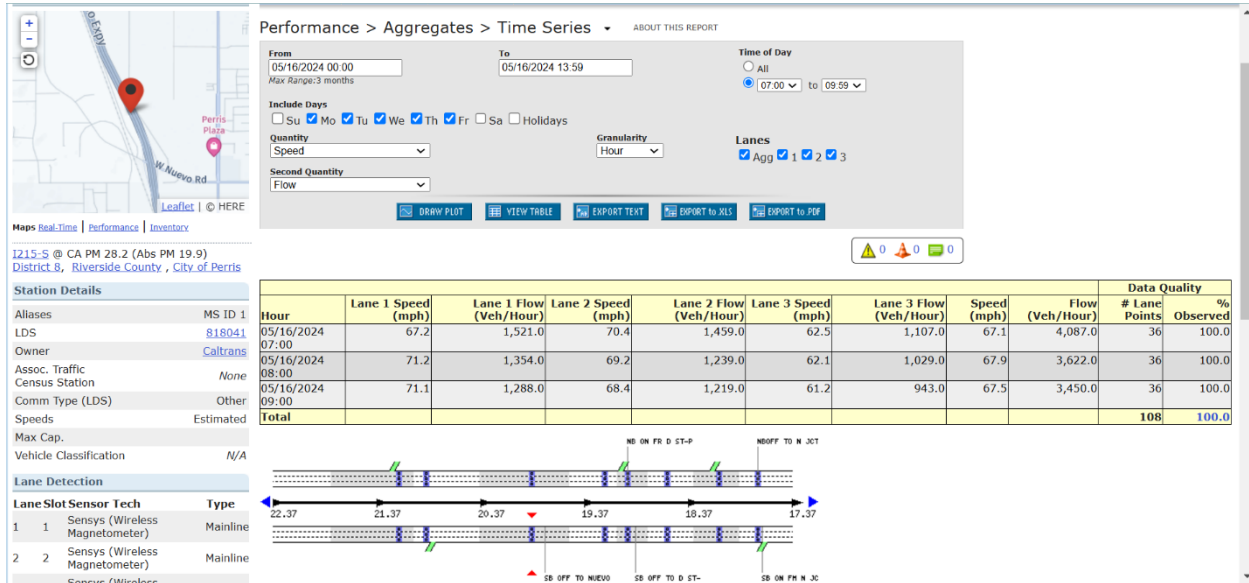 +
-
o Expy
Perris
Plaza
W.Nuevo Rd
Leaflet | © HERE
Maps Real-Time | Performance | Inventory
I215-S @ CA PM 28.2 (Abs PM 19.9)
District 8, Riverside County , City of Perris
Station Details
Aliases MS ID 1
LDS 818041
Owner Caltrans
Assoc. Traffic
Census Station None
Comm Type (LDS) Other
Speeds Estimated
Max Cap.
Vehicle Classification N/A
Lane Detection
Lane Slot Sensor Tech Type
1 1 Sensys (Wireless Magnetometer) Mainline
2 2 Sensys (Wireless Magnetometer) Mainline
Sensys (Wireless
Performance > Aggregates > Time Series ABOUT THIS REPORT
From To Time of Day
05/16/2024 00:00 05/16/2024 13:59 All
Max Range:3 months 07:00 to 09:59
Include Days
Su Mo Tu We Th Fr Sa Holidays
Quantity Granularity Lanes
Speed Hour Agg 1 2 3
Second Quantity
Flow
DRAW PLOT VIEW TABLE EXPORT TEXT EXPORT to .XLS EXPORT to .PDF
0 0 0
Data Quality
Hour Lane 1 Speed (mph) Lane 1 Flow (Veh/Hour) Lane 2 Speed (mph) Lane 2 Flow (Veh/Hour) Lane 3 Speed (mph) Lane 3 Flow (Veh/Hour) Speed (mph) Flow (Veh/Hour) # Lane Points % Observed
05/16/2024 07:00 67.2 1,521.0 70.4 1,459.0 62.5 1,107.0 67.1 4,087.0 36 100.0
05/16/2024 08:00 71.2 1,354.0 69.2 1,239.0 62.1 1,029.0 67.9 3,622.0 36 100.0
05/16/2024 09:00 71.1 1,288.0 68.4 1,219.0 61.2 943.0 67.5 3,450.0 36 100.0
Total 108 100.0
NB ON FR D ST-P NBOFF TO N JCT
22.37 21.37 20.37 19.37 18.37 17.37
SB OFF TO NUEVO SB OFF TO D ST- SB ON FM N JC